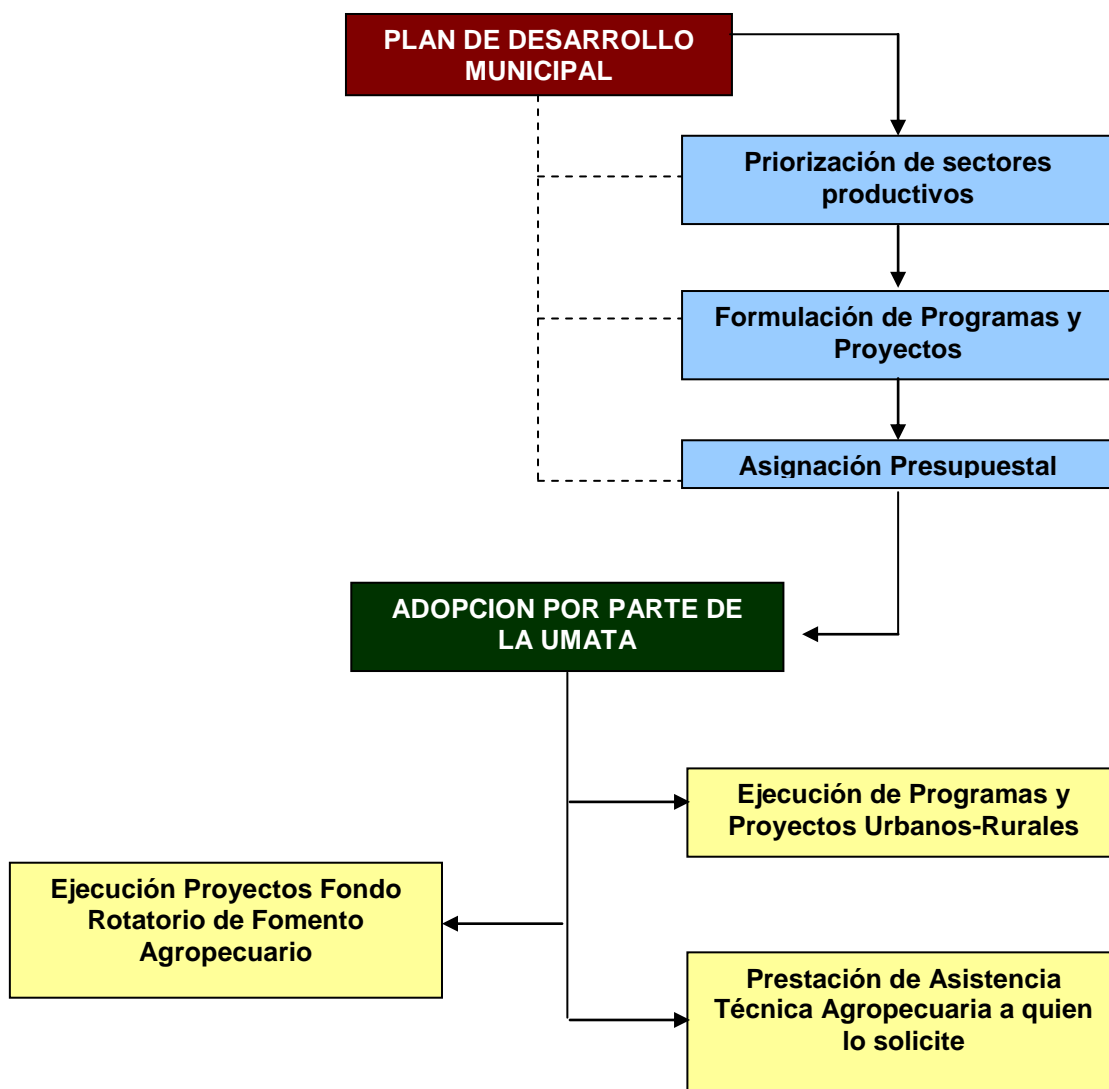 PLAN DE DESARROLLO
MUNICIPAL
Priorización de sectores
productivos
Formulación de Programas y
Proyectos
Asignación Presupuestal
ADOPCION POR PARTE DE
LA UMATA
Ejecución de Programas y
Proyectos Urbanos-Rurales
Ejecución Proyectos Fondo
Rotatorio de Fomento
Agropecuario
Prestación de Asistencia
Técnica Agropecuaria a quien
lo solicite